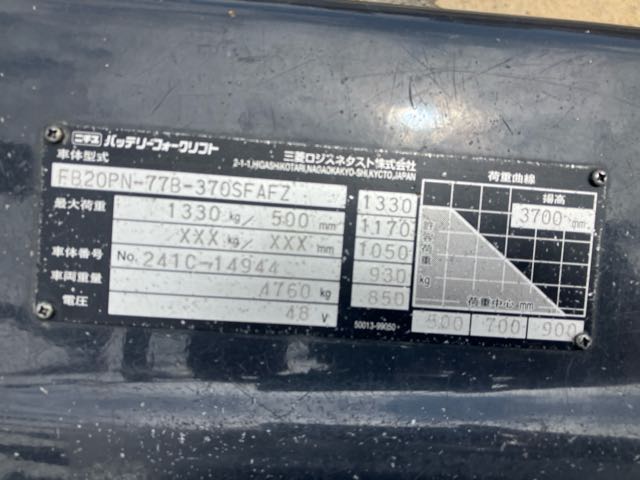 ニチユ バッテリーフォークリフト
三菱ロジスネクスト株式会社
2-1-1,HIGASHIKOTARI,NAGAOKAKYO-SHI,KYOTO,JAPAN
車体型式
FB20PN-77B-370SFAFZ
最大荷重
1330 kg / 500 mm
XXX kg / XXX mm
車体番号
No. 241C-14944
車両重量
4760 kg
電圧
48 V
荷重曲線
揚高
3700 mm
1330
1170
1050
930
850
許容荷重
kg
荷重中心 mm
500 700 900
50013-99050